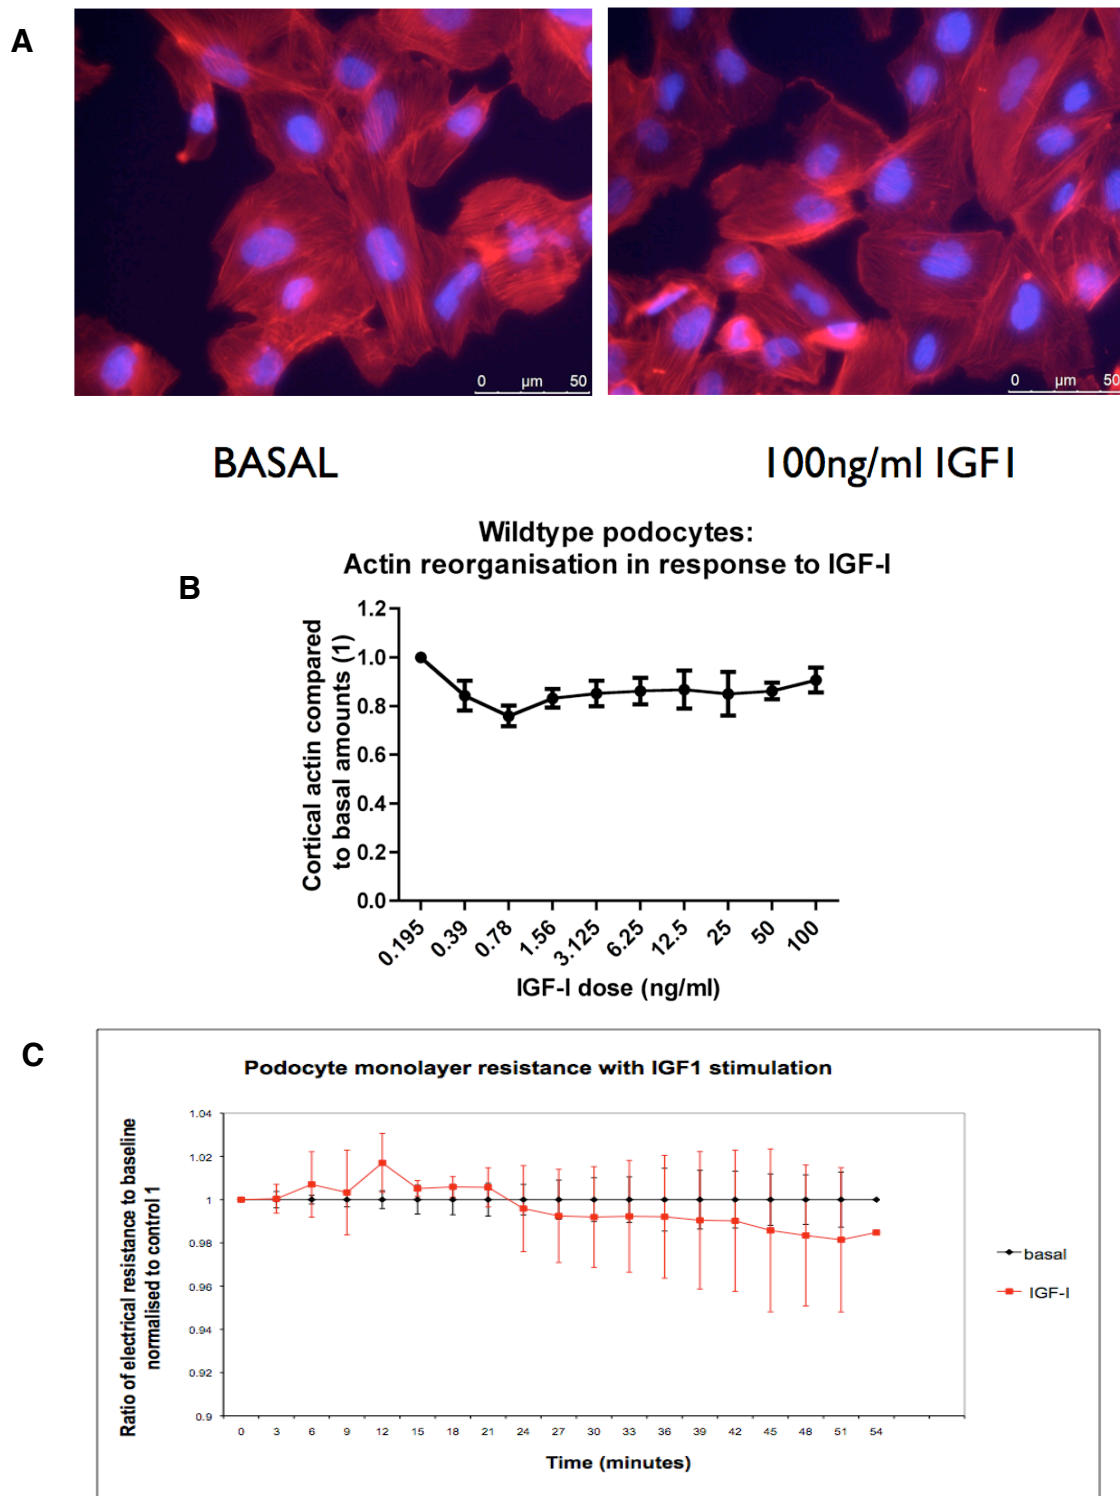 A
0 µm 50
0 µm 50
BASAL
100ng/ml IGF1
Wildtype podocytes:
Actin reorganisation in response to IGF-I
B
Cortical actin compared
to basal amounts (1)
1.2
1.0
0.8
0.6
0.4
0.2
0.0
0.195 0.39 0.78 1.56 3.125 6.25 12.5 25 50 100
IGF-I dose (ng/ml)
C
Podocyte monolayer resistance with IGF1 stimulation
Ratio of electrical resistance to baseline
normalised to control 1
1.04
1.02
1
0.98
0.96
0.94
0.92
0.9
0 3 6 9 12 15 18 21 24 27 30 33 36 39 42 45 48 51 54
Time (minutes)
basal
IGF-I